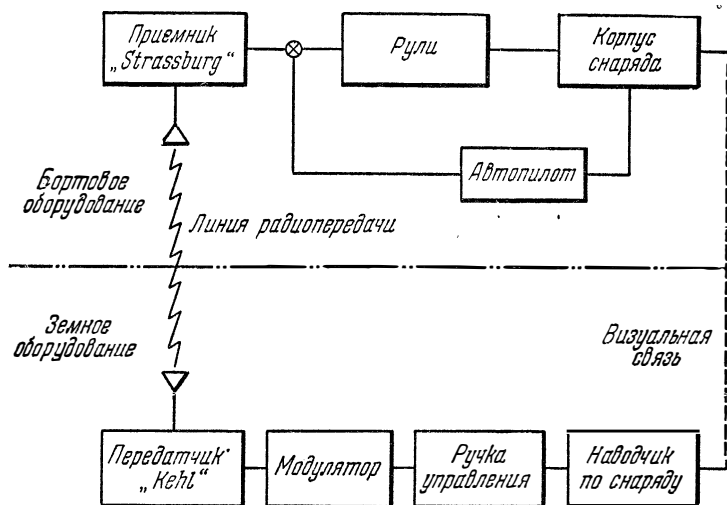 Приемник
„Strassburg“
Рули
Корпус
снаряда
Автопилот
Бортовое
оборудование
Линия радиопередачи
Земное
оборудование
Визуальная
связь
Передатчик
„Kehl“
Модулятор
Ручка
управления
Наводчик
по снаряду